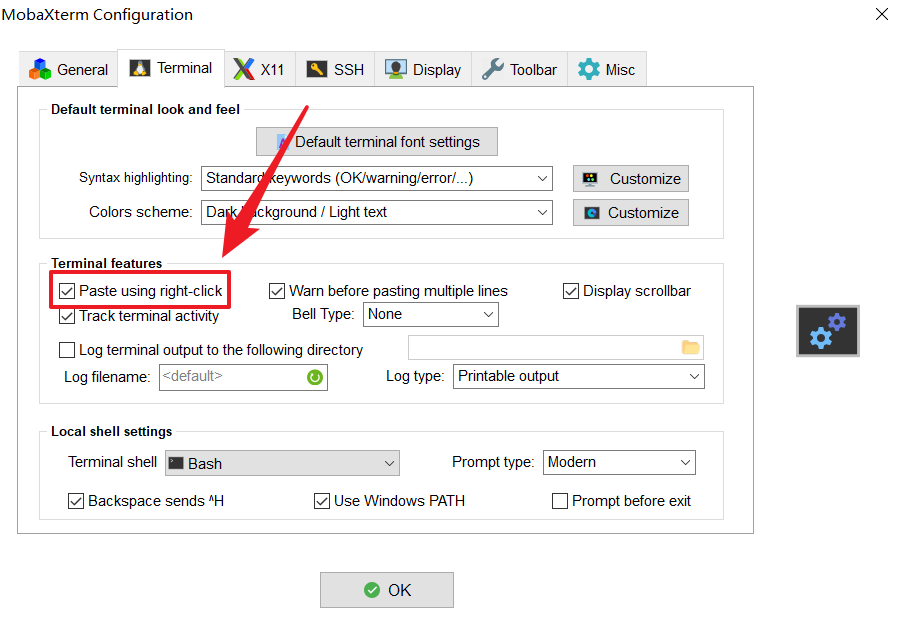 MobaXterm Configuration
General Terminal X11 SSH Display Toolbar Misc
Default terminal look and feel
Default terminal font settings
Syntax highlighting: Standard keywords (OK/warning/error/...) Customize
Colors scheme: Dark background / Light text Customize
Terminal features
Paste using right-click Warn before pasting multiple lines Display scrollbar
Track terminal activity Bell Type: None
Log terminal output to the following directory
Log filename: <default> Log type: Printable output
Local shell settings
Terminal shell Bash Prompt type: Modern
Backspace sends ^H Use Windows PATH Prompt before exit
OK